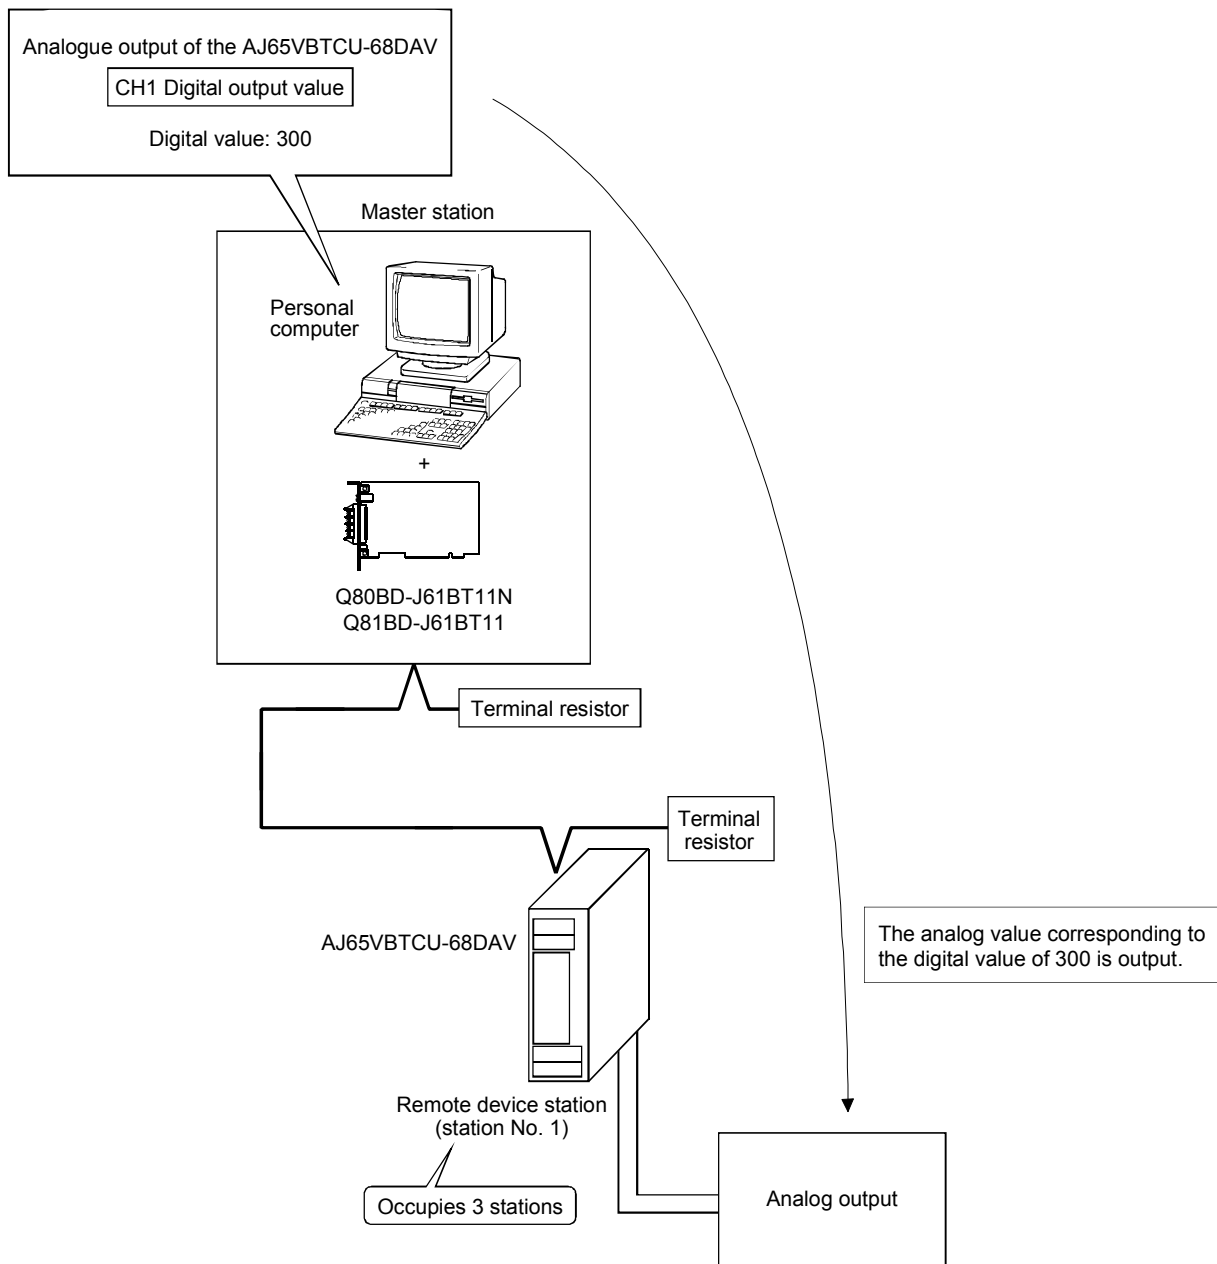 Analogue output of the AJ65VBTCU-68DAV
CH1 Digital output value
Digital value: 300
Master station
Personal
computer
+
Q80BD-J61BT11N
Q81BD-J61BT11
Terminal resistor
Terminal
resistor
AJ65VBTCU-68DAV
The analog value corresponding to
the digital value of 300 is output.
Remote device station
(station No. 1)
Occupies 3 stations
Analog output